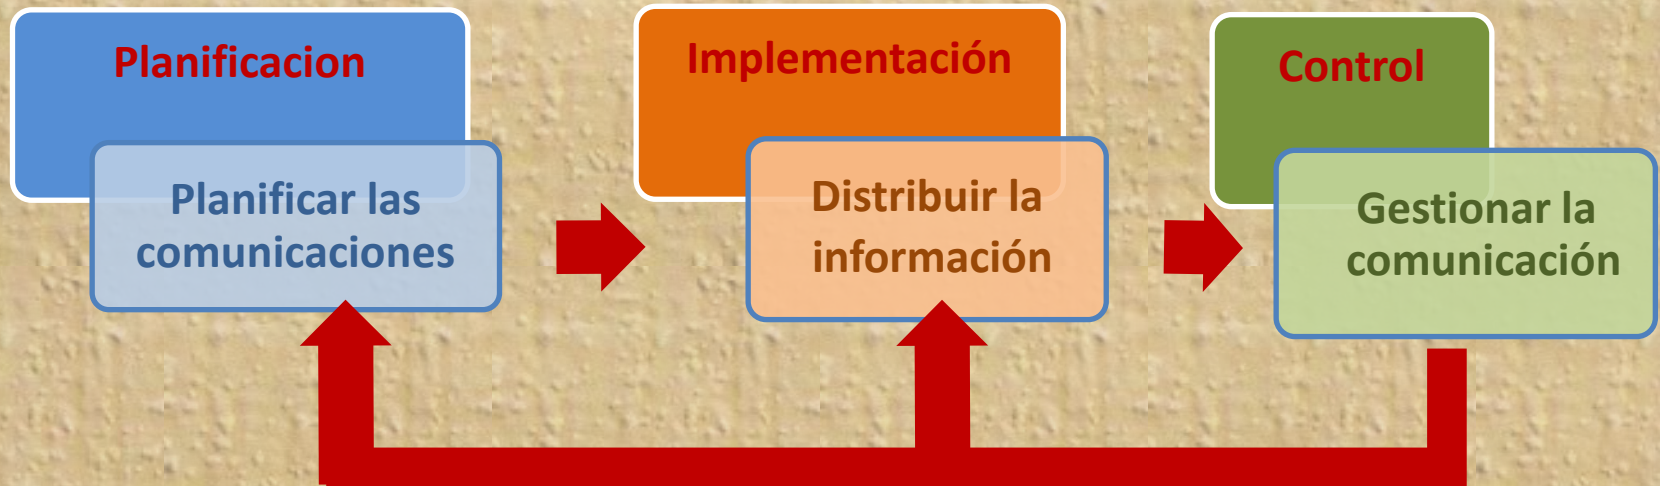 Planificacion
Planificar las
comunicaciones
Implementación
Distribuir la
información
Control
Gestionar la
comunicación